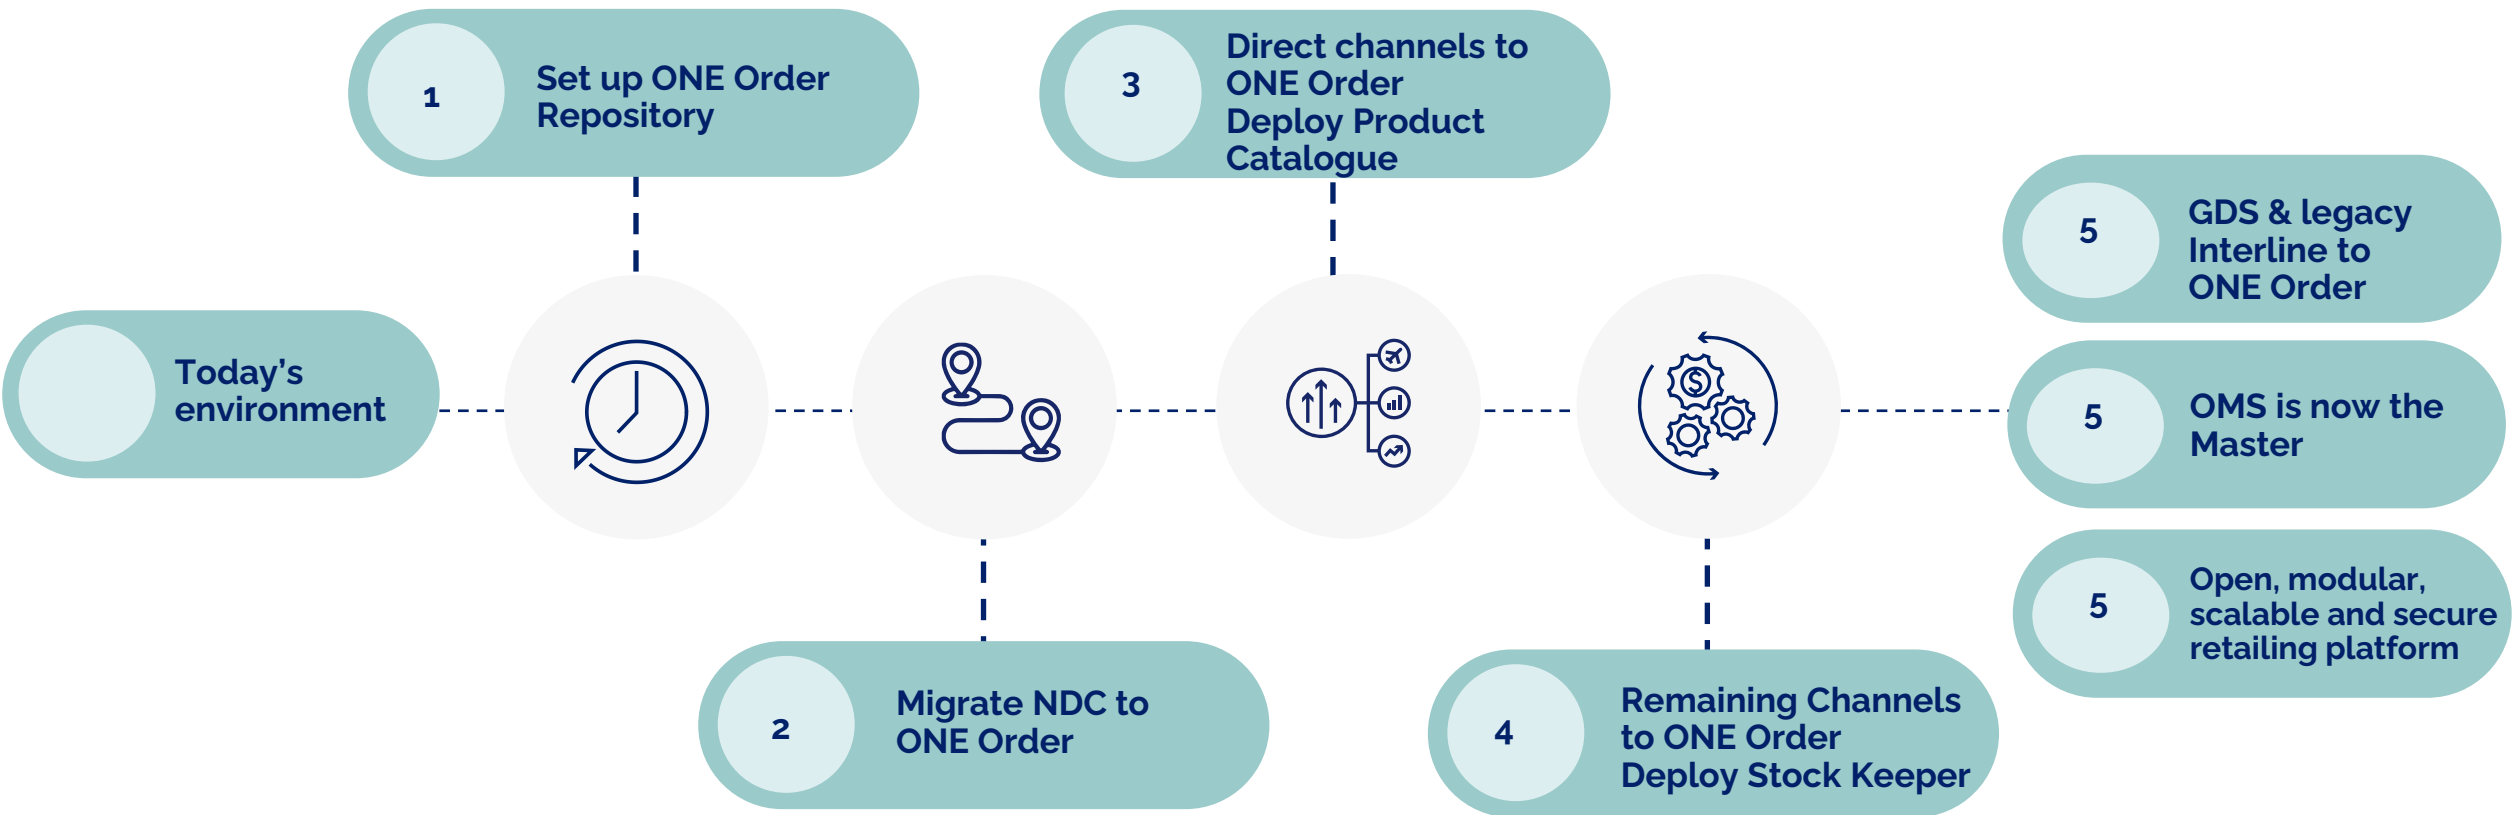 Today's
environment
1
Set up ONE Order
Repository
2
Migrate NDC to
ONE Order
3
Direct channels to
ONE Order
Deploy Product
Catalogue
4
Remaining Channels
to ONE Order
Deploy Stock Keeper
5
GDS & legacy
Interline to
ONE Order
5
OMS is now the
Master
5
Open, modular,
scalable and secure
retailing platform
$